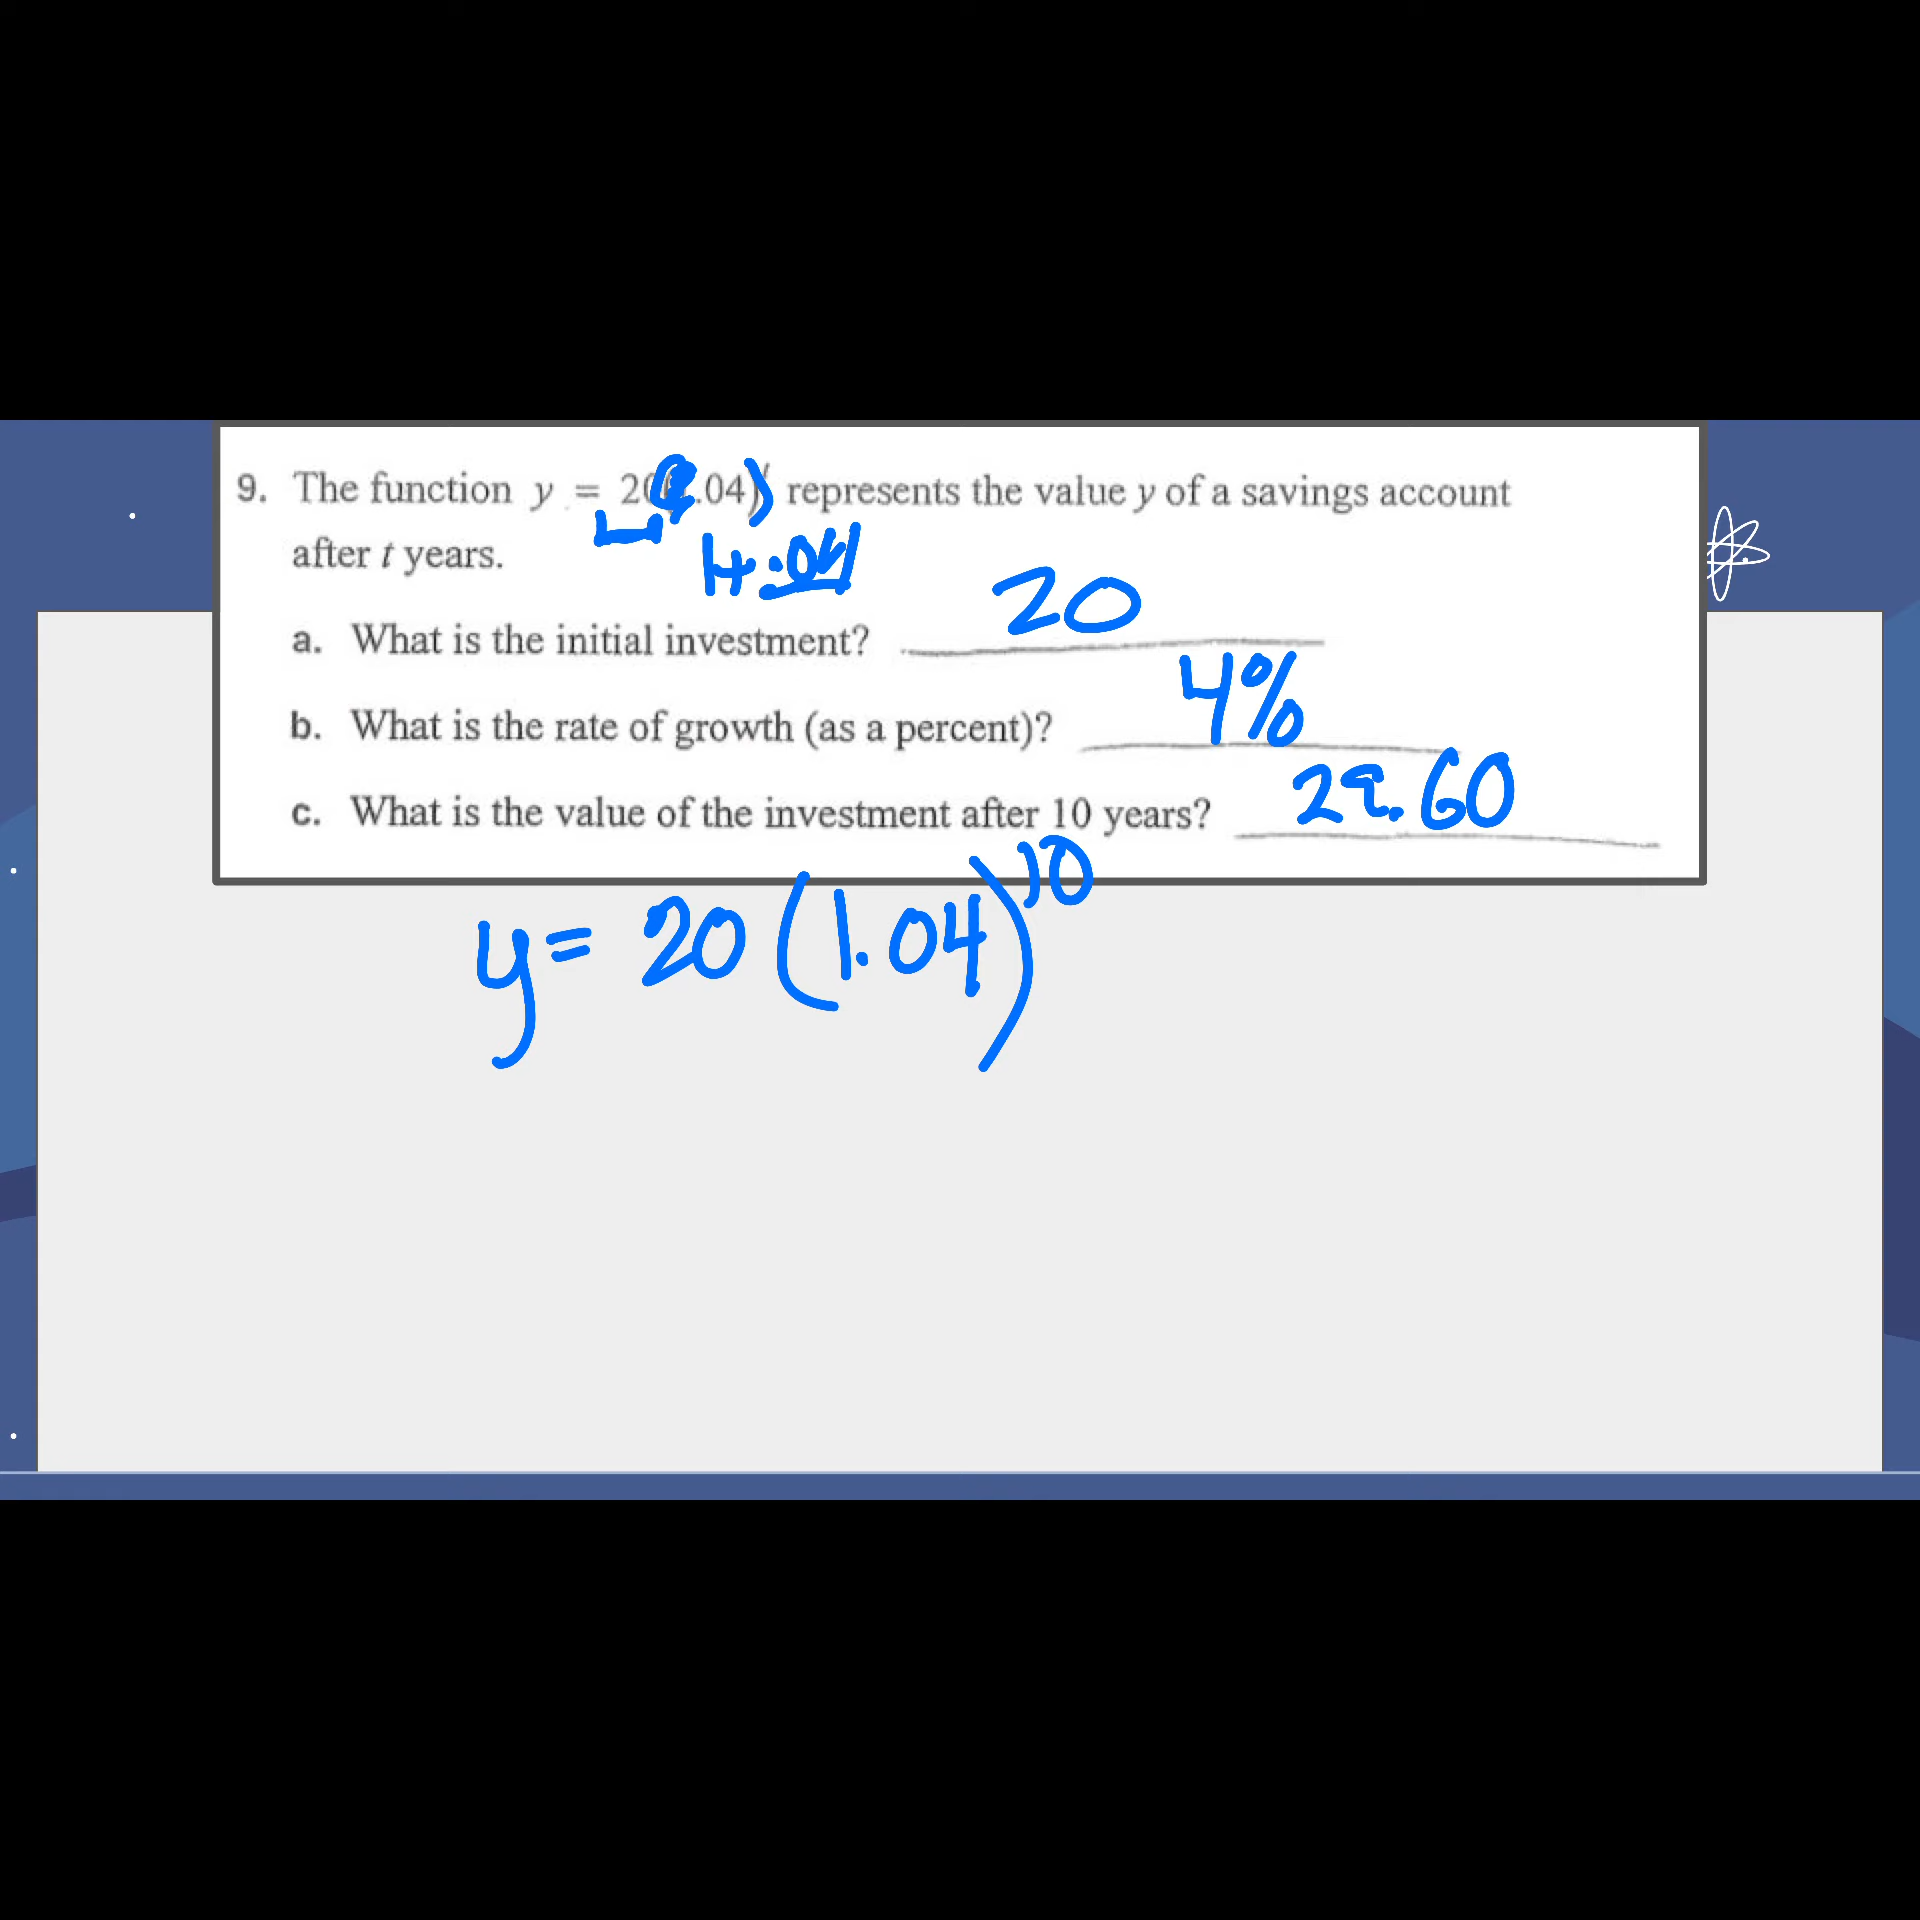 9. The function y = 20(1.04)ᵗ represents the value y of a savings account
after t years.
1+.04
a. What is the initial investment? 20
b. What is the rate of growth (as a percent)? 4%
c. What is the value of the investment after 10 years? 29.60
y = 20(1.04)¹⁰